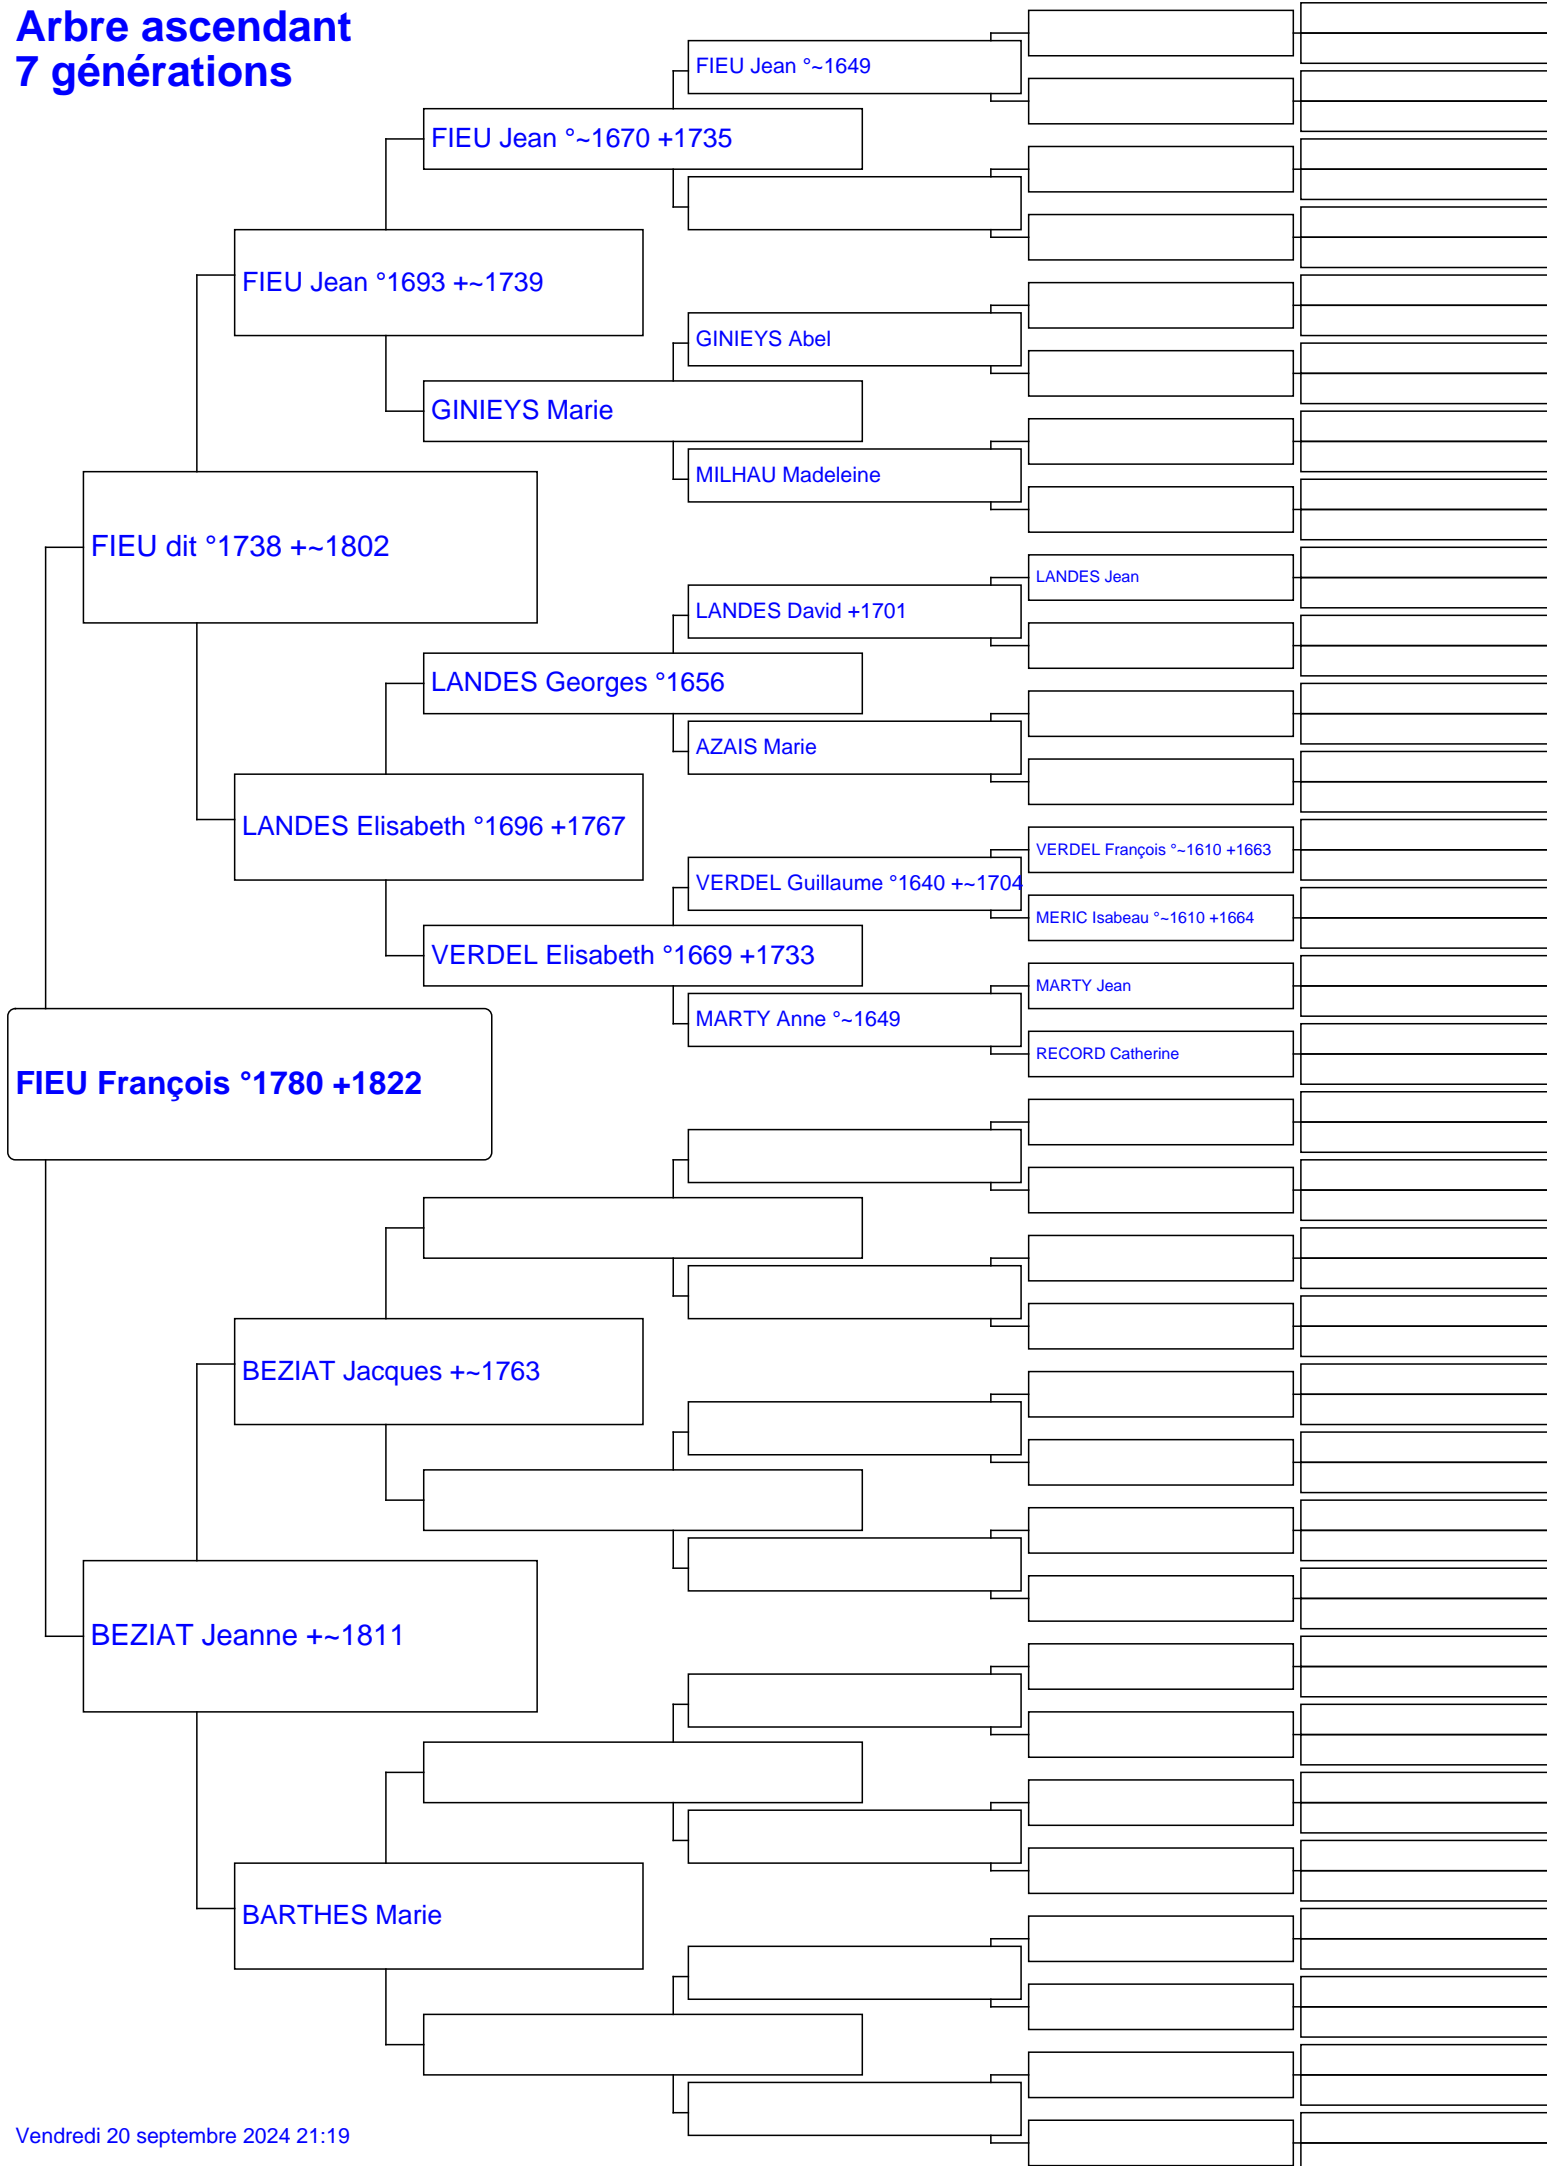 Arbre ascendant
7 générations
FIEU Jean °~1649
FIEU Jean °~1670 +1735
FIEU Jean °1693 +~1739
GINIEYS Abel
GINIEYS Marie
MILHAU Madeleine
FIEU dit °1738 +~1802
LANDES Jean
LANDES David +1701
LANDES Georges °1656
AZAIS Marie
LANDES Elisabeth °1696 +1767
VERDEL François °~1610 +1663
VERDEL Guillaume °1640 +~1704
MERIC Isabeau °~1610 +1664
VERDEL Elisabeth °1669 +1733
MARTY Jean
MARTY Anne °~1649
RECORD Catherine
FIEU François °1780 +1822
BEZIAT Jacques +~1763
BEZIAT Jeanne +~1811
BARTHES Marie
Vendredi 20 septembre 2024 21:19